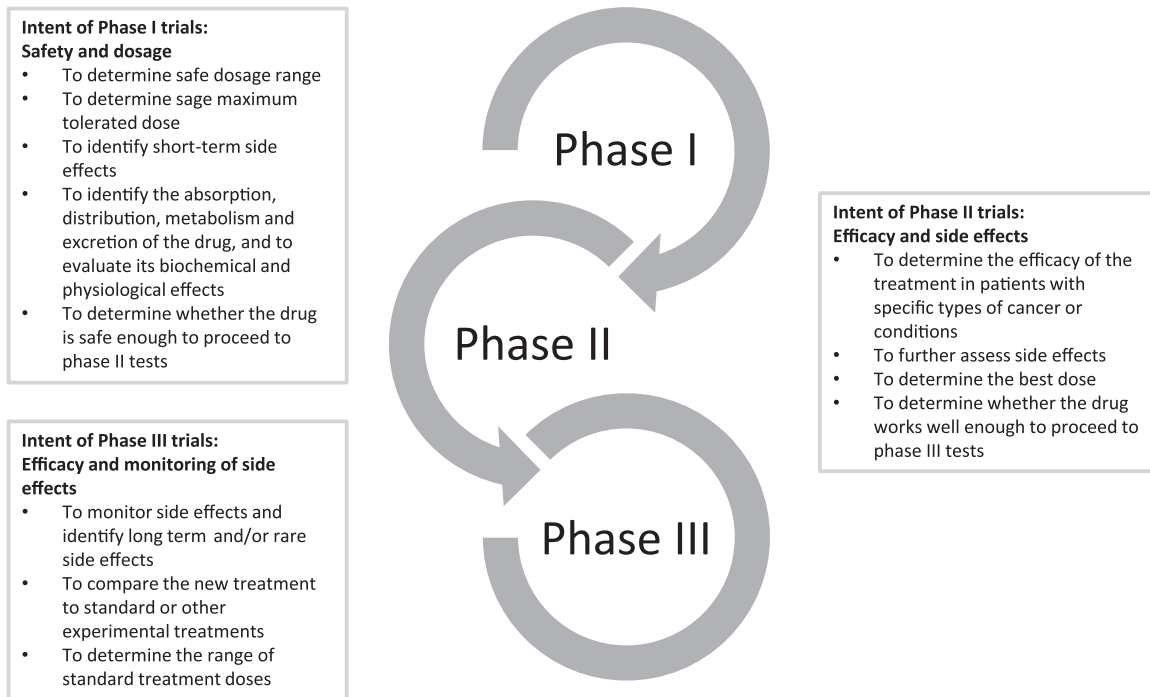 Intent of Phase I trials:
Safety and dosage
• To determine safe dosage range
• To determine sage maximum
tolerated dose
• To identify short-term side
effects
• To identify the absorption,
distribution, metabolism and
excretion of the drug, and to
evaluate its biochemical and
physiological effects
• To determine whether the drug
is safe enough to proceed to
phase II tests
Phase I
Intent of Phase II trials:
Efficacy and side effects
• To determine the efficacy of the
treatment in patients with
specific types of cancer or
conditions
• To further assess side effects
• To determine the best dose
• To determine whether the drug
works well enough to proceed to
phase III tests
Phase II
Intent of Phase III trials:
Efficacy and monitoring of side
effects
• To monitor side effects and
identify long term and/or rare
side effects
• To compare the new treatment
to standard or other
experimental treatments
• To determine the range of
standard treatment doses
Phase III